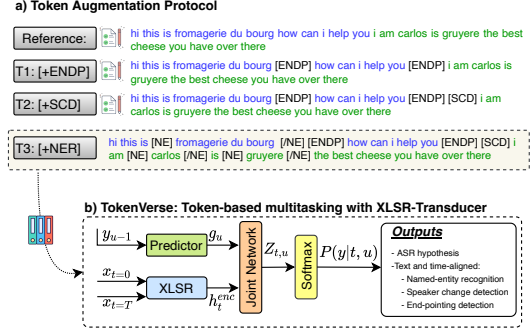 a) Token Augmentation Protocol
Reference:
hi this is fromagerie du bourg how can i help you i am carlos is gruyere the best
cheese you have over there
T1: [+ENDP]
hi this is fromagerie du bourg [ENDP] how can i help you [ENDP] i am carlos is
gruyere the best cheese you have over there
T2: [+SCD]
hi this is fromagerie du bourg [ENDP] how can i help you [ENDP] [SCD] i am
carlos is gruyere the best cheese you have over there
T3: [+NER]
hi this is [NE] fromagerie du bourg [/NE] [ENDP] how can i help you [ENDP] [SCD] i
am [NE] carlos [/NE] is [NE] gruyere [/NE] the best cheese you have over there
b) TokenVerse: Token-based multitasking with XLSR-Transducer
y_{u-1}
Predictor
g_u
x_{t=0}
x_{t=T}
XLSR
h_t^{enc}
Joint Network
Z_{t,u}
Softmax
P(y|t, u)
Outputs
- ASR hypothesis
-Text and time-aligned:
- Named-entity recognition
- Speaker change detection
- End-pointing detection